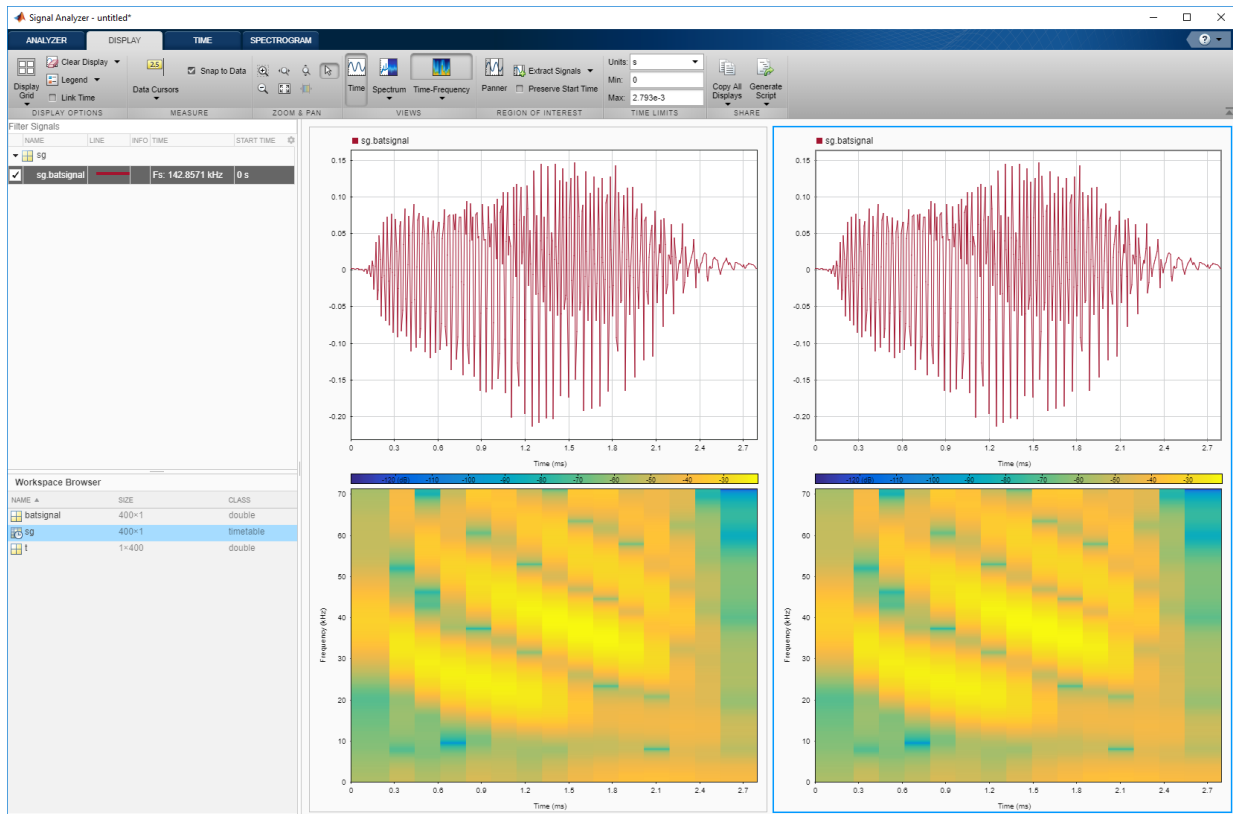 Signal Analyzer - untitled*
ANALYZER DISPLAY TIME SPECTROGRAM
?
Display Grid
Clear Display
Legend
Link Time
DISPLAY OPTIONS
2.5
Data Cursors
Snap to Data
MEASURE
ZOOM & PAN
Time Spectrum Time-Frequency
VIEWS
Panner
Extract Signals
Preserve Start Time
REGION OF INTEREST
Units: s
Min: 0
Max: 2.793e-3
TIME LIMITS
Copy All Displays
Generate Script
SHARE
Filter Signals
NAME LINE INFO TIME START TIME
sg
sg.batsignal Fs: 142.8571 kHz 0 s
Workspace Browser
NAME SIZE CLASS
batsignal 400×1 double
sg 400×1 timetable
t 1×400 double
sg.batsignal
0.15
0.10
0.05
0
-0.05
-0.10
-0.15
-0.20
0 0.3 0.6 0.9 1.2 1.5 1.8 2.1 2.4 2.7
Time (ms)
-120 (dB) -110 -100 -90 -80 -70 -60 -50 -40 -30
70
60
50
40
30
20
10
0
Frequency (kHz)
0 0.3 0.6 0.9 1.2 1.5 1.8 2.1 2.4 2.7
Time (ms)
sg.batsignal
0.15
0.10
0.05
0
-0.05
-0.10
-0.15
-0.20
0 0.3 0.6 0.9 1.2 1.5 1.8 2.1 2.4 2.7
Time (ms)
-120 (dB) -110 -100 -90 -80 -70 -60 -50 -40 -30
70
60
50
40
30
20
10
0
Frequency (kHz)
0 0.3 0.6 0.9 1.2 1.5 1.8 2.1 2.4 2.7
Time (ms)